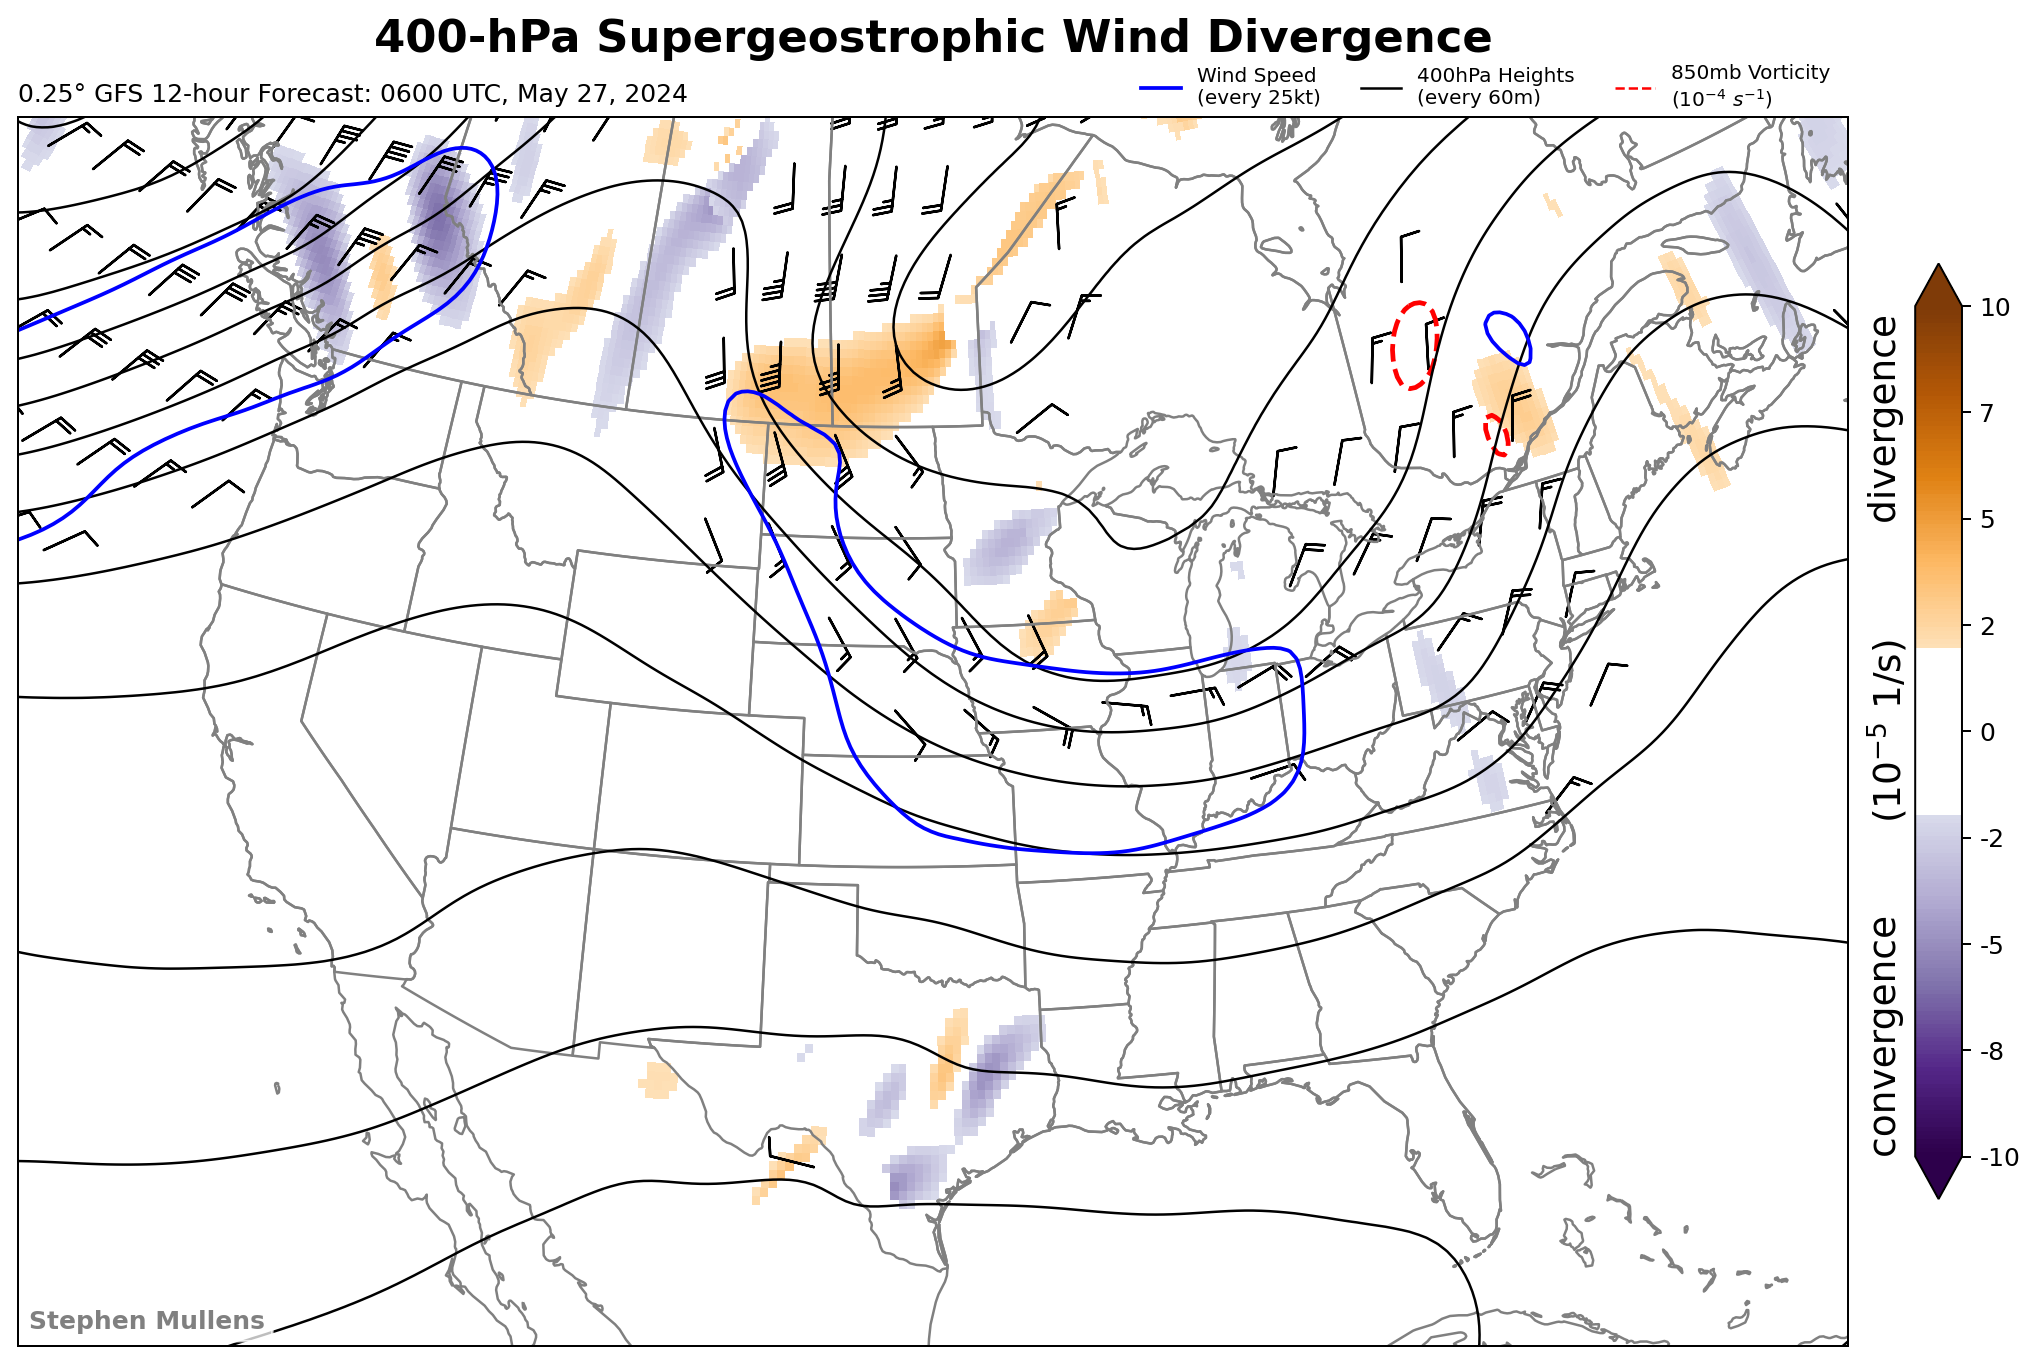 400-hPa Supergeostrophic Wind Divergence
0.25° GFS 12-hour Forecast: 0600 UTC, May 27, 2024
Wind Speed
(every 25kt)
400hPa Heights
(every 60m)
850mb Vorticity
(10⁻⁴ s⁻¹)
10
7
5
2
0
-2
-5
-8
-10
convergence (10⁻⁵ 1/s) divergence
Stephen Mullens